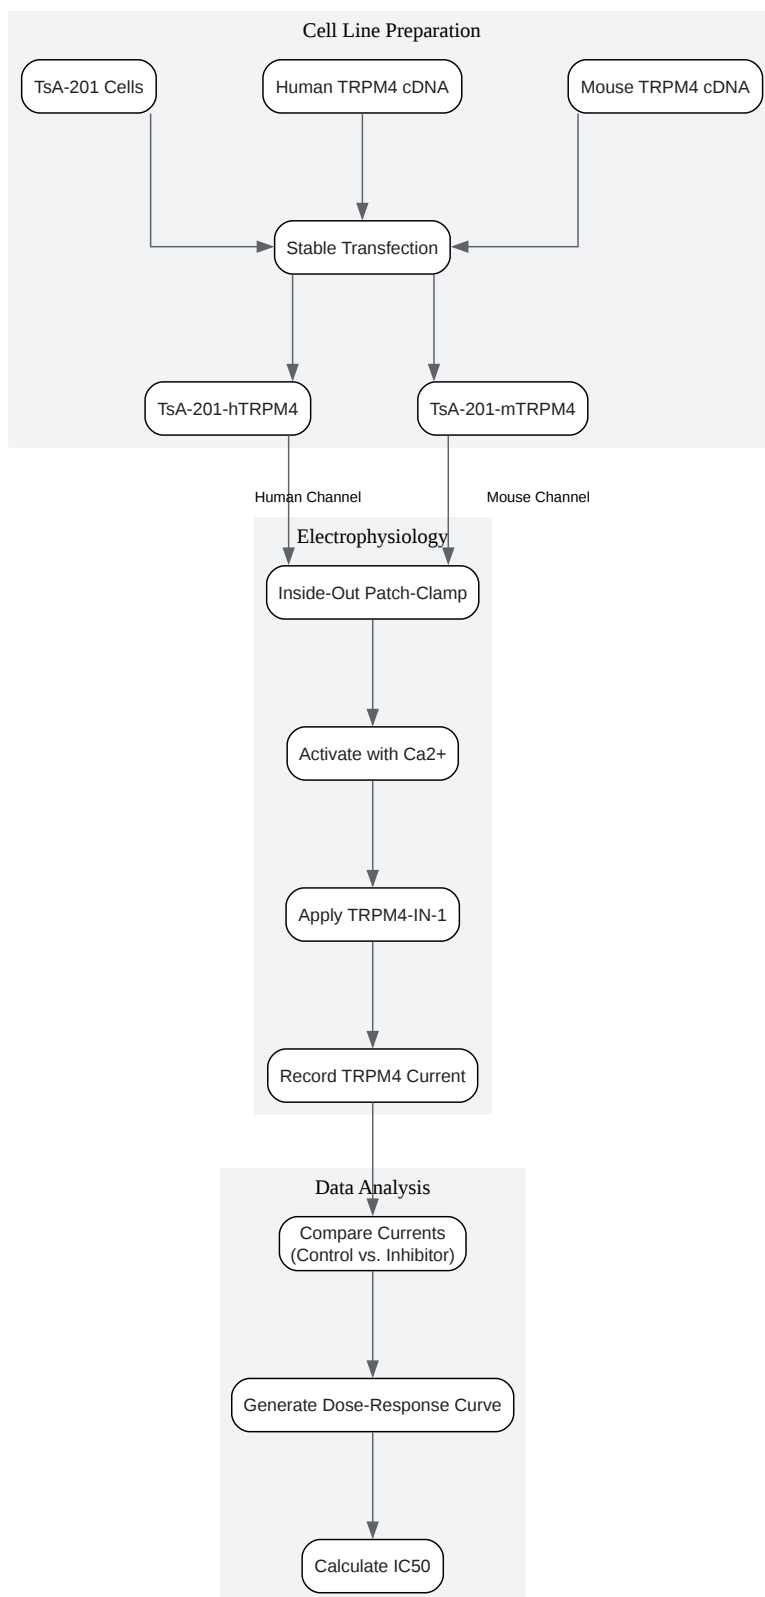 Cell Line Preparation
TsA-201 Cells
Human TRPM4 cDNA
Mouse TRPM4 cDNA
Stable Transfection
TsA-201-hTRPM4
TsA-201-mTRPM4
Human Channel
Mouse Channel
Electrophysiology
Inside-Out Patch-Clamp
Activate with Ca2+
Apply TRPM4-IN-1
Record TRPM4 Current
Data Analysis
Compare Currents
(Control vs. Inhibitor)
Generate Dose-Response Curve
Calculate IC50